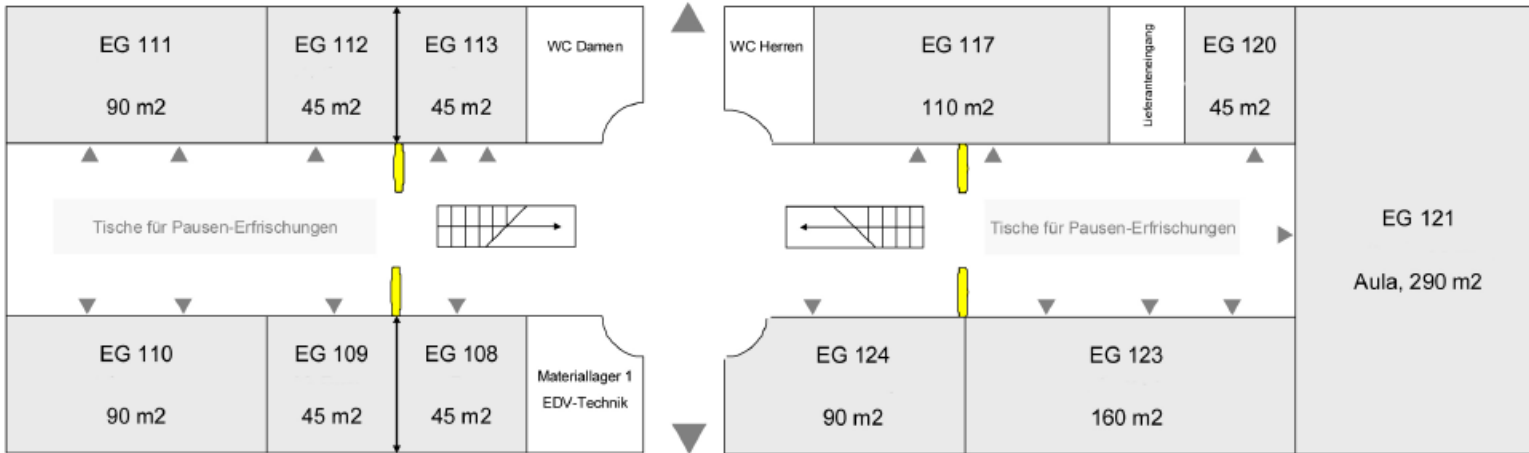 EG 111
90 m2
EG 112
45 m2
EG 113
45 m2
WC Damen
WC Herren
EG 117
110 m2
Lieferanteneingang
EG 120
45 m2
Tische für Pausen-Erfrischungen
Tische für Pausen-Erfrischungen
EG 121
Aula, 290 m2
EG 110
90 m2
EG 109
45 m2
EG 108
45 m2
Materiallager 1
EDV-Technik
EG 124
90 m2
EG 123
160 m2